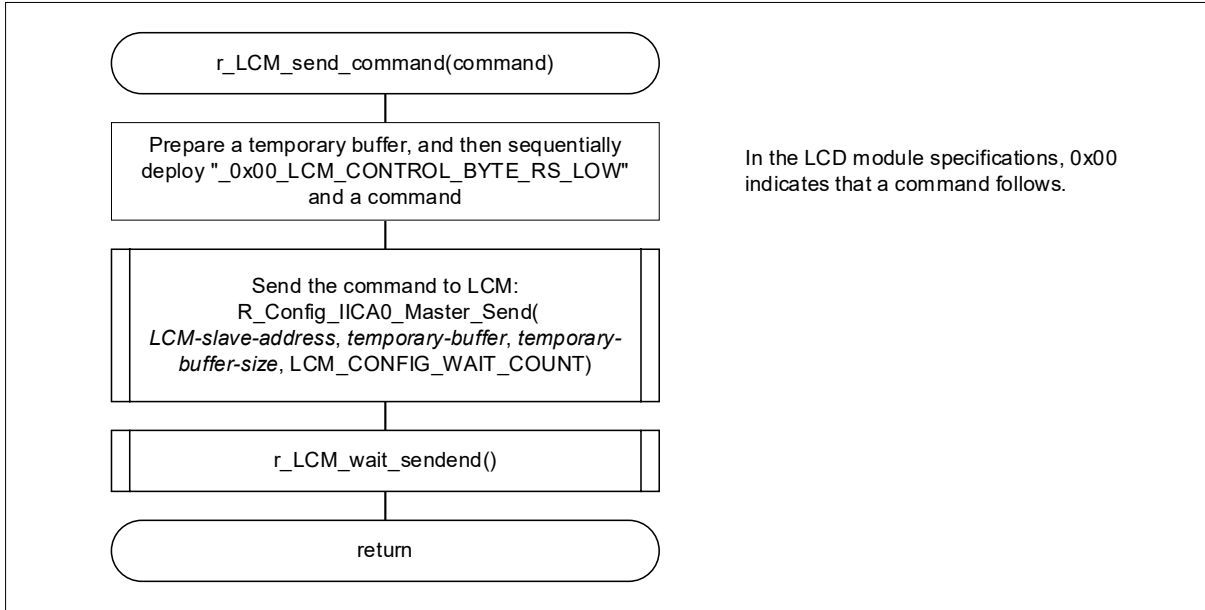 r_LCM_send_command(command)
Prepare a temporary buffer, and then sequentially
deploy "_0x00_LCM_CONTROL_BYTE_RS_LOW"
and a command
In the LCD module specifications, 0x00
indicates that a command follows.
Send the command to LCM:
R_Config_IICA0_Master_Send(
LCM-slave-address, temporary-buffer, temporary-
buffer-size, LCM_CONFIG_WAIT_COUNT)
r_LCM_wait_sendend()
return